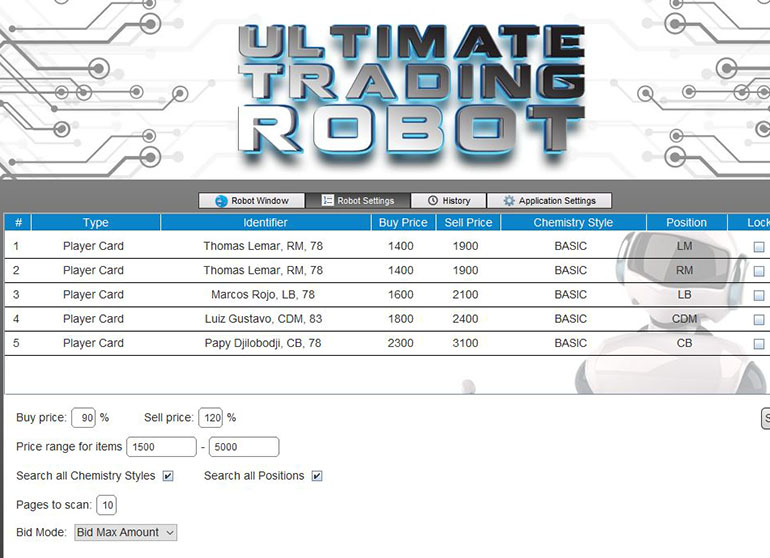 ULTIMATE
TRADING
ROBOT
Robot Window Robot Settings History Application Settings
# Type Identifier Buy Price Sell Price Chemistry Style Position Lock
1 Player Card Thomas Lemar, RM, 78 1400 1900 BASIC LM
2 Player Card Thomas Lemar, RM, 78 1400 1900 BASIC RM
3 Player Card Marcos Rojo, LB, 78 1600 2100 BASIC LB
4 Player Card Luiz Gustavo, CDM, 83 1800 2400 BASIC CDM
5 Player Card Papy Djilobodji, CB, 78 2300 3100 BASIC CB
Buy price: 90 % Sell price: 120 %
Price range for items 1500 - 5000
Search all Chemistry Styles Search all Positions
Pages to scan: 10
Bid Mode: Bid Max Amount